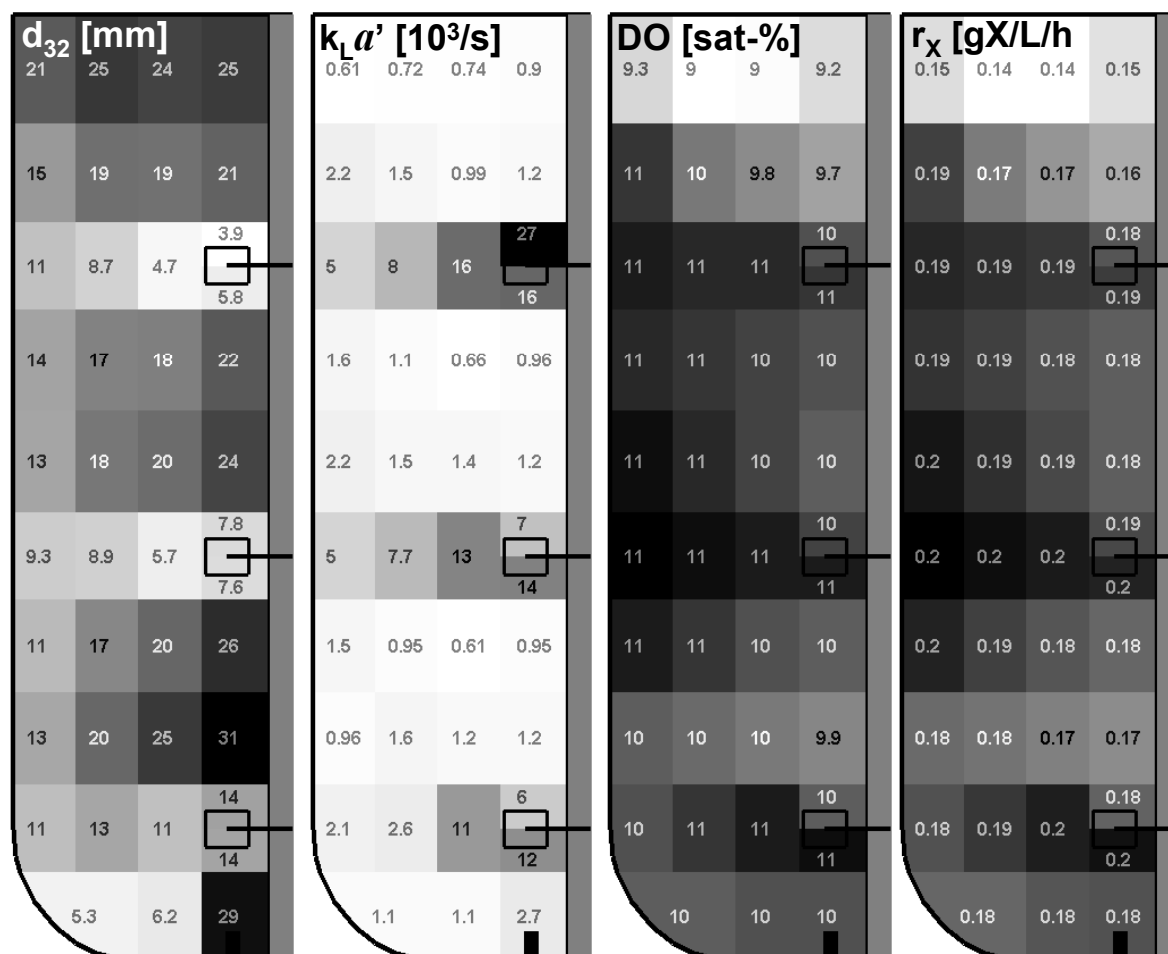 d32 [mm] kLa’ [10³/s] DO [sat-%] rX [gX/L/h
21 25 24 25 0.61 0.72 0.74 0.9 9.3 9 9 9.2 0.15 0.14 0.14 0.15
15 19 19 21 2.2 1.5 0.99 1.2 11 10 9.8 9.7 0.19 0.17 0.17 0.16
3.9 27 10 0.18
11 8.7 4.7 5 8 16 11 11 11 0.19 0.19 0.19
5.8 16 11 0.19
14 17 18 22 1.6 1.1 0.66 0.96 11 11 10 10 0.19 0.19 0.18 0.18
13 18 20 24 2.2 1.5 1.4 1.2 11 11 10 10 0.2 0.19 0.19 0.18
7.8 7 10 0.19
9.3 8.9 5.7 5 7.7 13 11 11 11 0.2 0.2 0.2
7.6 14 11 0.2
11 17 20 26 1.5 0.95 0.61 0.95 11 11 10 10 0.2 0.19 0.18 0.18
13 20 25 31 0.96 1.6 1.2 1.2 10 10 10 9.9 0.18 0.18 0.17 0.17
14 6 10 0.18
11 13 11 2.1 2.6 11 10 11 11 0.18 0.19 0.2
14 12 11 0.2
5.3 6.2 29 1.1 1.1 2.7 10 10 10 0.18 0.18 0.18